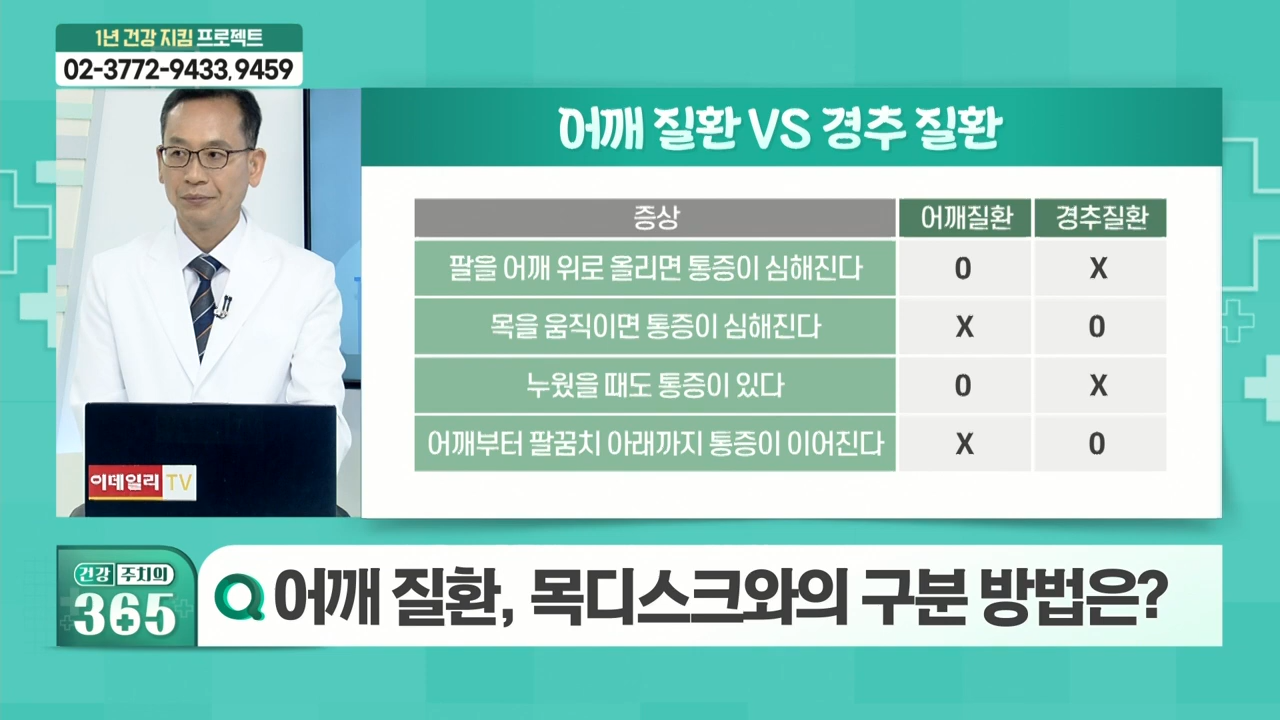 1년 건강 지킴 프로젝트
02-3772-9433, 9459
어깨 질환 VS 경추 질환
증상 어깨질환 경추질환
팔을 어깨 위로 올리면 통증이 심해진다 O X
목을 움직이면 통증이 심해진다 X O
누웠을 때도 통증이 있다 O X
어깨부터 팔꿈치 아래까지 통증이 이어진다 X O
이데일리 TV
건강 주치의
365
Q 어깨 질환, 목디스크와의 구분 방법은?